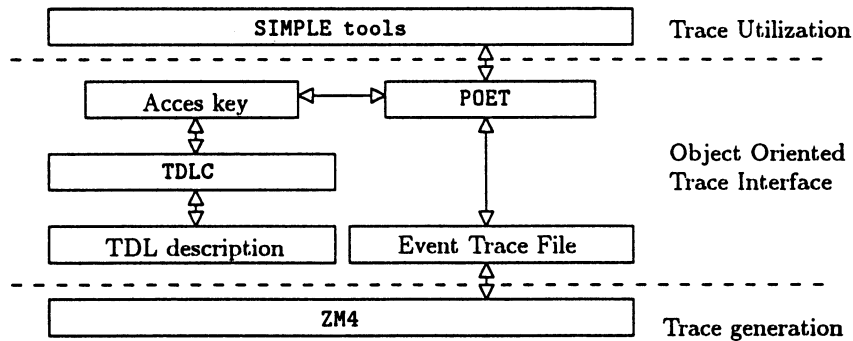 SIMPLE tools
Trace Utilization
Acces key
POET
TDLC
Object Oriented
Trace Interface
TDL description
Event Trace File
ZM4
Trace generation